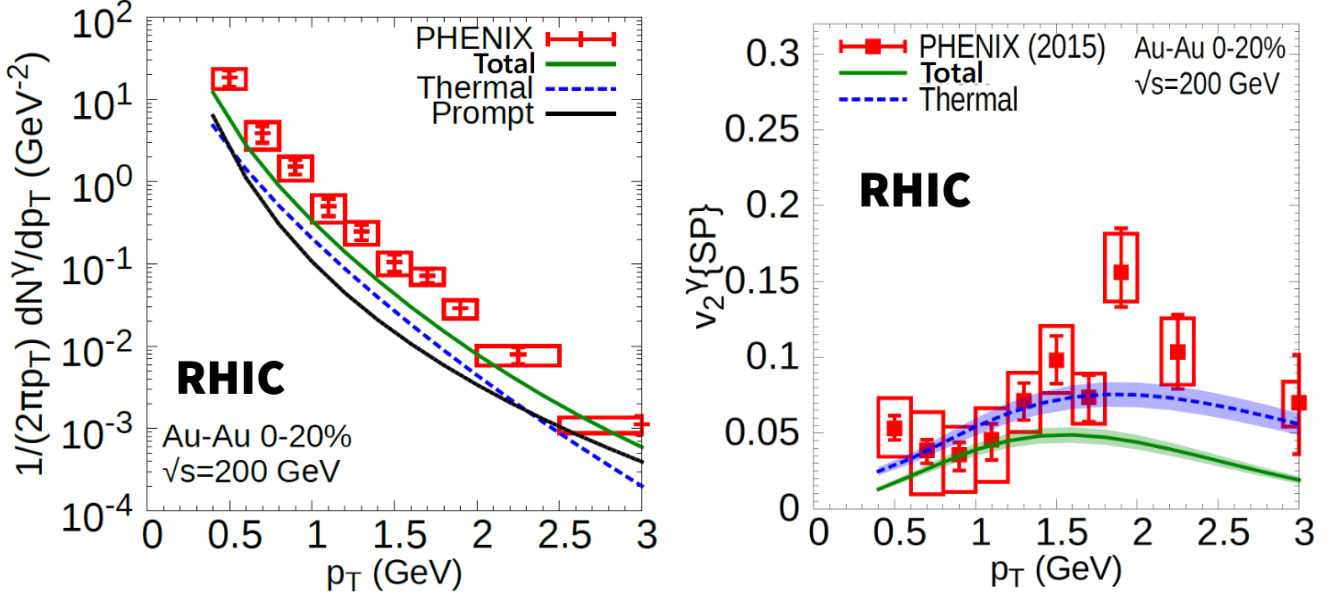 1/(2πp_T) dN^γ/dp_T (GeV^-2)
10^2
10^1
10^0
10^-1
10^-2
10^-3
10^-4
PHENIX
Total
Thermal
Prompt
RHIC
Au-Au 0-20%
√s=200 GeV
0 0.5 1 1.5 2 2.5 3
p_T (GeV)
v_2^γ{SP}
0.3
0.25
0.2
0.15
0.1
0.05
0
PHENIX (2015)
Total
Thermal
Au-Au 0-20%
√s=200 GeV
RHIC
0 0.5 1 1.5 2 2.5 3
p_T (GeV)